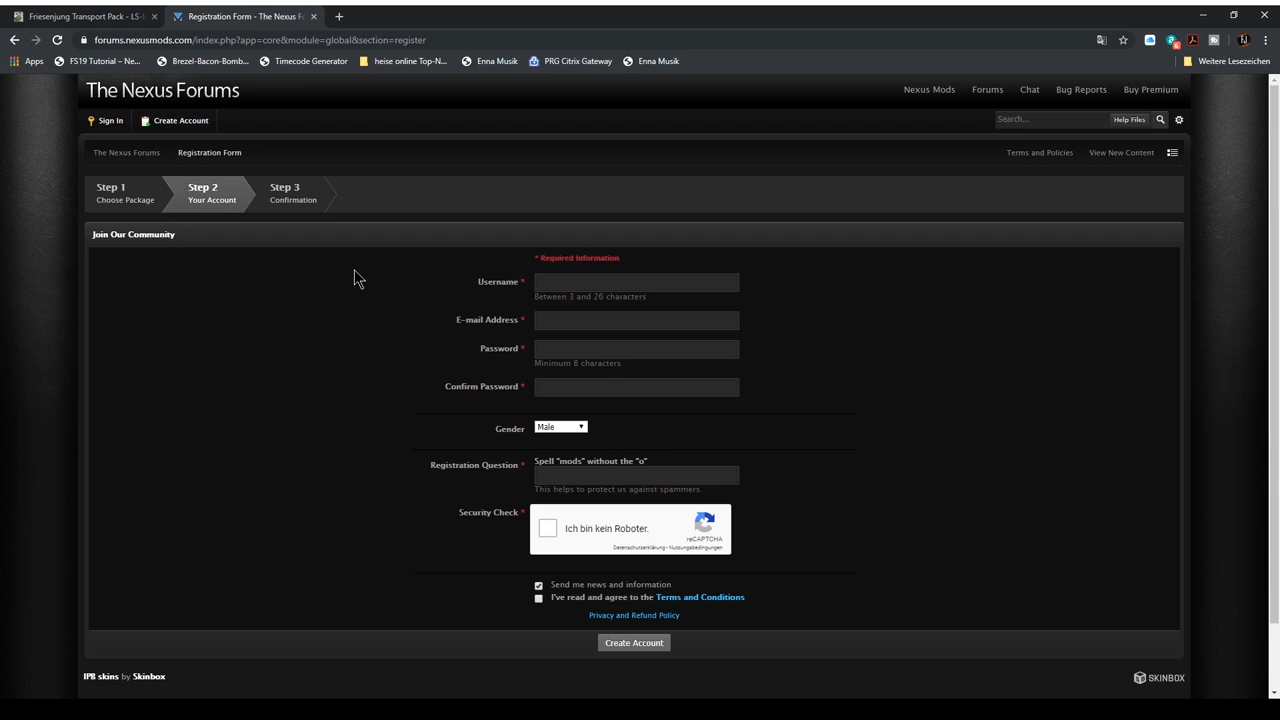 Friesenjung Transport Pack - LS-
Registration Form - The Nexus F
forums.nexusmods.com/index.php?app=core&module=global&section=register
Apps FS19 Tutorial – Ne... Brezel-Bacon-Bomb... Timecode Generator heise online Top-N... Enna Musik PRG Citrix Gateway Enna Musik Weitere Lesezeichen
The Nexus Forums
Nexus Mods Forums Chat Bug Reports Buy Premium
Sign In Create Account
Search... Help Files
The Nexus Forums Registration Form
Terms and Policies View New Content
Step 1
Choose Package
Step 2
Your Account
Step 3
Confirmation
Join Our Community
* Required Information
Username *
Between 3 and 26 characters
E-mail Address *
Password *
Minimum 8 characters
Confirm Password *
Gender Male
Registration Question * Spell "mods" without the "o"
This helps to protect us against spammers.
Security Check *
Ich bin kein Roboter.
reCAPTCHA
Datenschutzerklärung - Nutzungsbedingungen
Send me news and information
I've read and agree to the Terms and Conditions
Privacy and Refund Policy
Create Account
IPB skins by Skinbox
SKINBOX